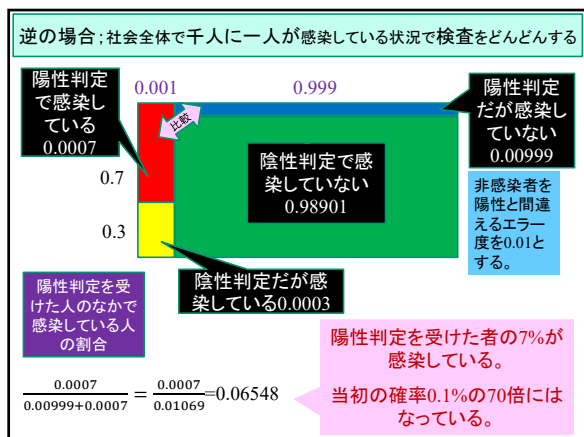 逆の場合;社会全体で千人に一人が感染している状況で検査をどんどんする
陽性判定
で感染し
ている
0.0007
0.001
0.999
陽性判定
だが感染
していない
0.00999
比較
0.7
陰性判定で感
染していない
0.98901
非感染者を
陽性と間違
えるエラー
度を0.01と
する。
0.3
陰性判定だが感
染している0.0003
陽性判定を受
けた人のなかで
感染している人
の割合
陽性判定を受けた者の7%が
感染している。
当初の確率0.1%の70倍には
なっている。
0.0007/0.00999+0.0007 = 0.0007/0.01069 =0.06548